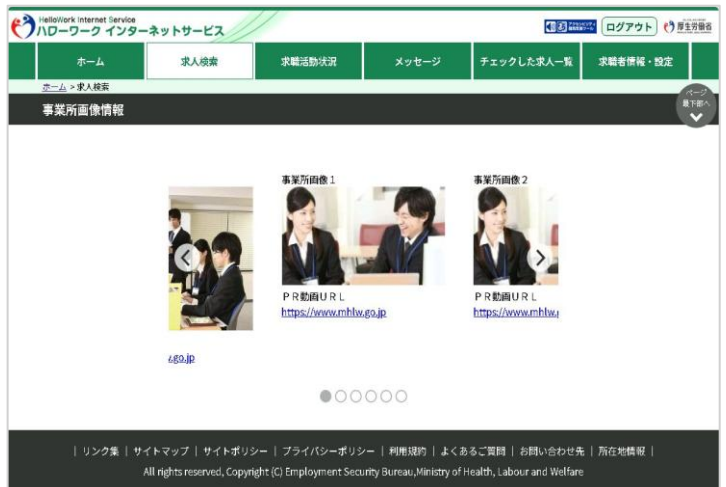 HelloWork Internet Service
ハローワーク インターネットサービス
ログアウト
厚生労働省
ホーム
求人検索
求職活動状況
メッセージ
チェックした求人一覧
求職者情報・設定
ホーム > 求人検索
ページ
最下部へ
事業所画像情報
事業所画像1
事業所画像2
PR動画URL
PR動画URL
https://www.mhlw.go.jp
https://www.mhlw.g
.go.jp
| リンク集 | サイトマップ | サイトポリシー | プライバシーポリシー | 利用規約 | よくあるご質問 | お問い合わせ先 | 所在地情報 |
All rights reserved, Copyright (C) Employment Security Bureau,Ministry of Health, Labour and Welfare